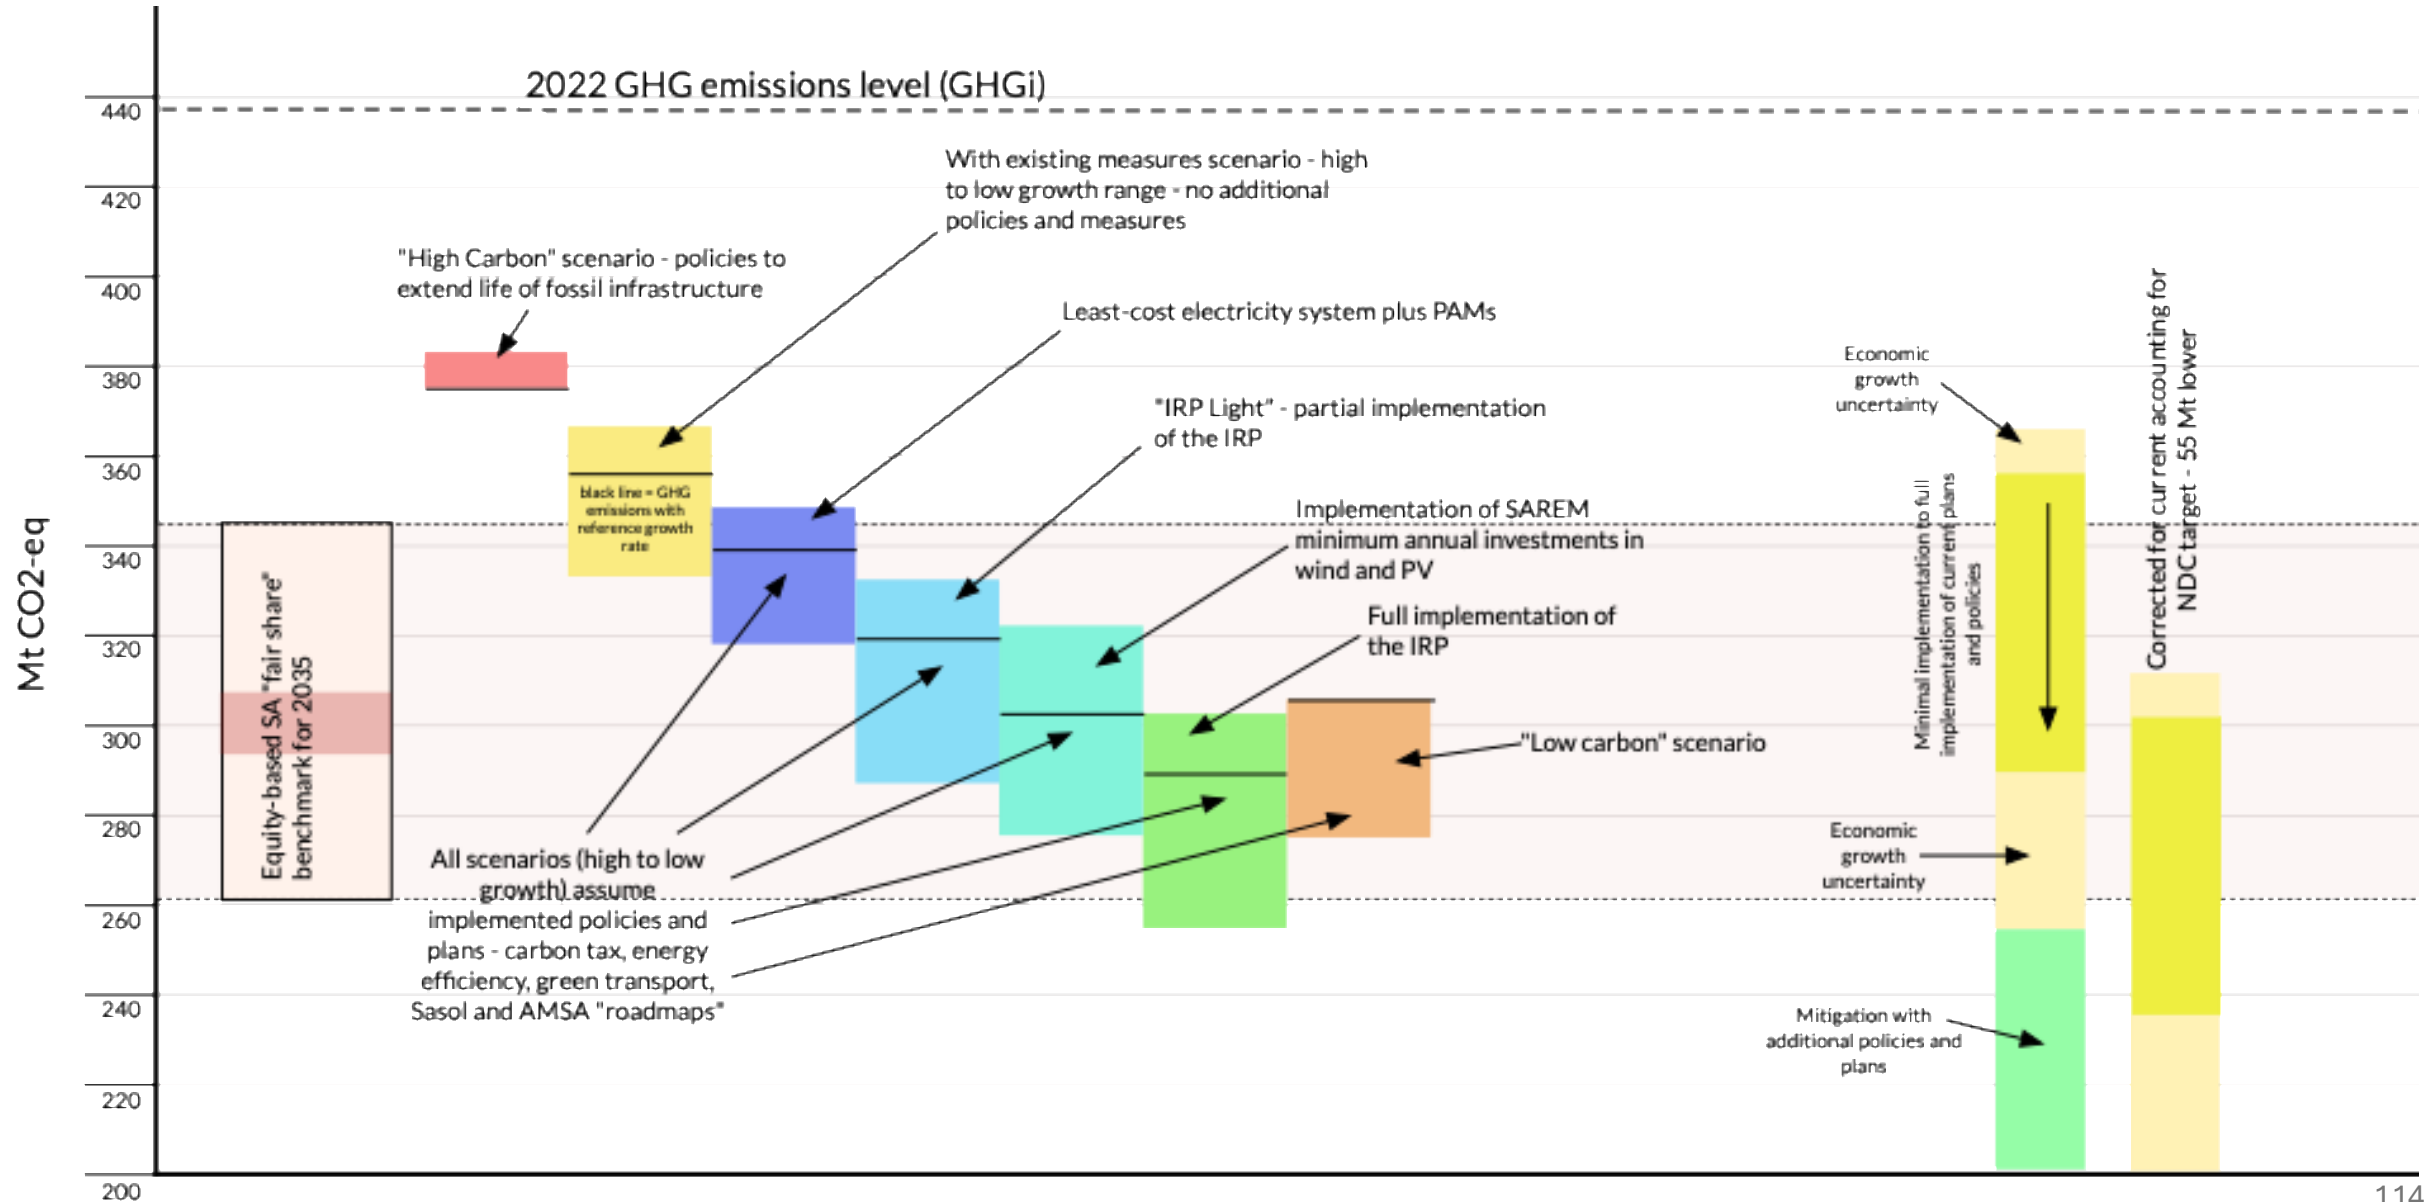 2022 GHG emissions level (GHGi)
440
With existing measures scenario - high
to low growth range - no additional
policies and measures
420
"High Carbon" scenario - policies to
extend life of fossil infrastructure
400
Least-cost electricity system plus PAMs
380
Economic
growth
uncertainty
Corrected for current accounting for
NDC target - 55 Mt lower
"IRP Light" - partial implementation
of the IRP
360
black line = GHG
emissions with
reference growth
rate
Implementation of SAREM
minimum annual investments in
wind and PV
Minimal implementation to full
implementation of current plans
and policies
340
Mt CO2-eq
Equity-based SA "fair share"
benchmark for 2035
Full implementation of
the IRP
320
300
"Low carbon" scenario
280
Economic
growth
uncertainty
All scenarios (high to low
growth) assume
implemented policies and
plans - carbon tax, energy
efficiency, green transport,
Sasol and AMSA "roadmaps"
260
240
Mitigation with
additional policies and
plans
220
200
114